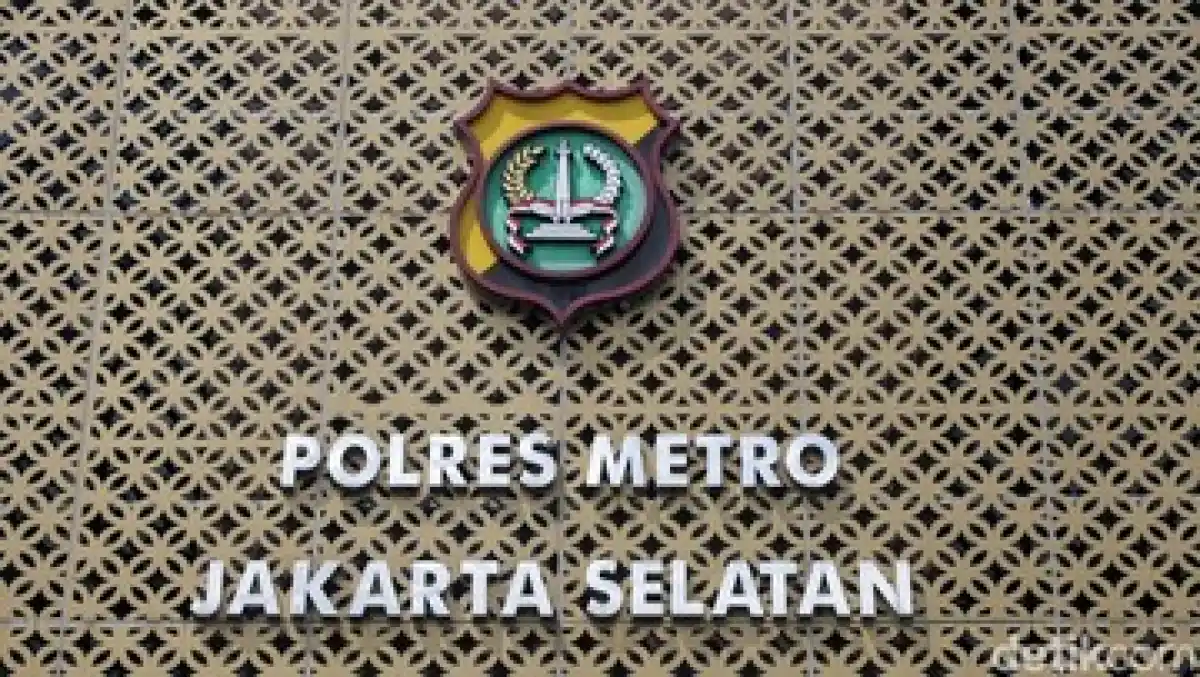 POLRES METRO
JAKARTA SELATAN
detikcom